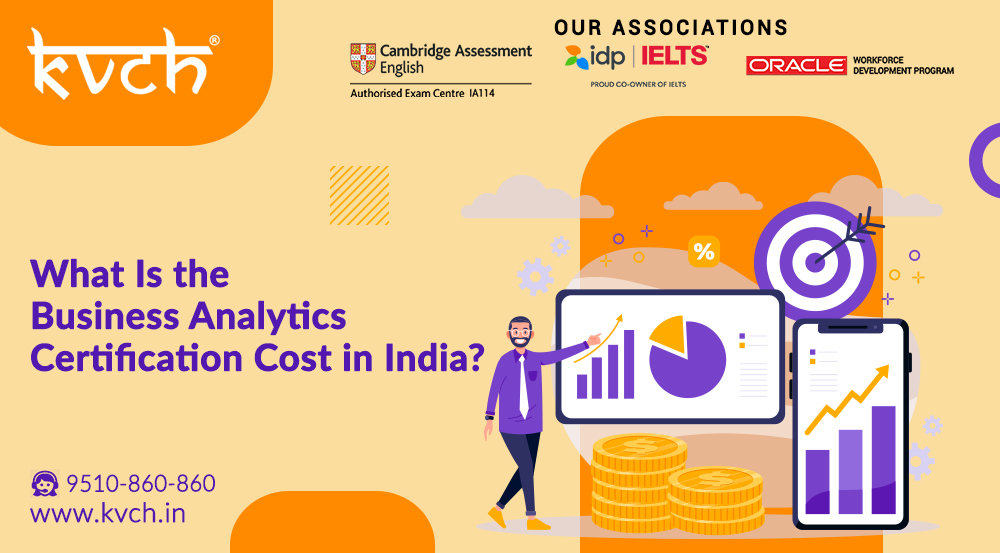 kvch®
OUR ASSOCIATIONS
Cambridge Assessment
English
Authorised Exam Centre IA114
idp | IELTS™
PROUD CO-OWNER OF IELTS
ORACLE
WORKFORCE
DEVELOPMENT PROGRAM
%
What Is the
Business Analytics
Certification Cost in India?
9510-860-860
www.kvch.in